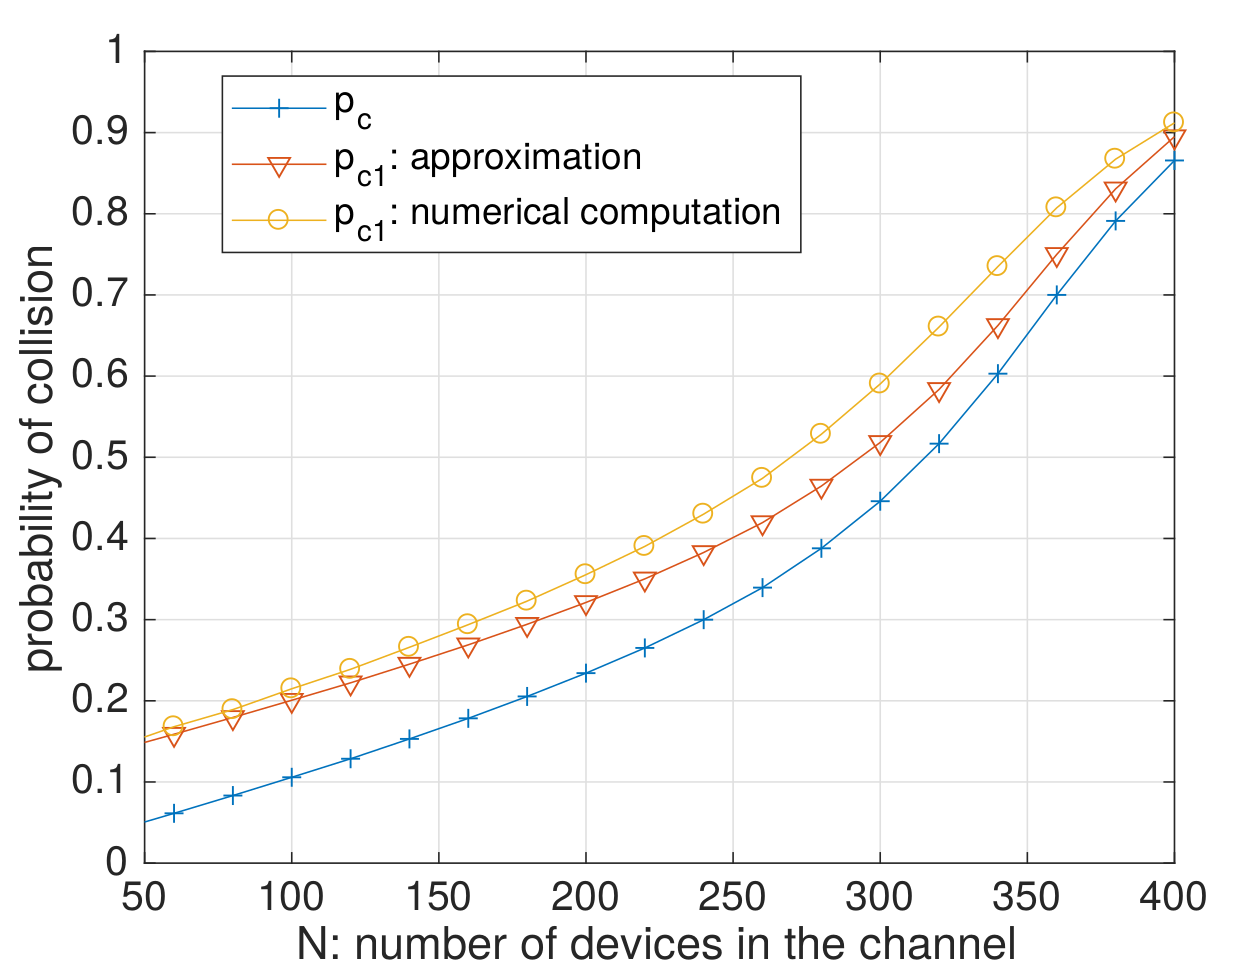 1
0.9
0.8
0.7
0.6
0.5
0.4
0.3
0.2
0.1
0
probability of collision
p_c
p_c1: approximation
p_c1: numerical computation
50 100 150 200 250 300 350 400
N: number of devices in the channel